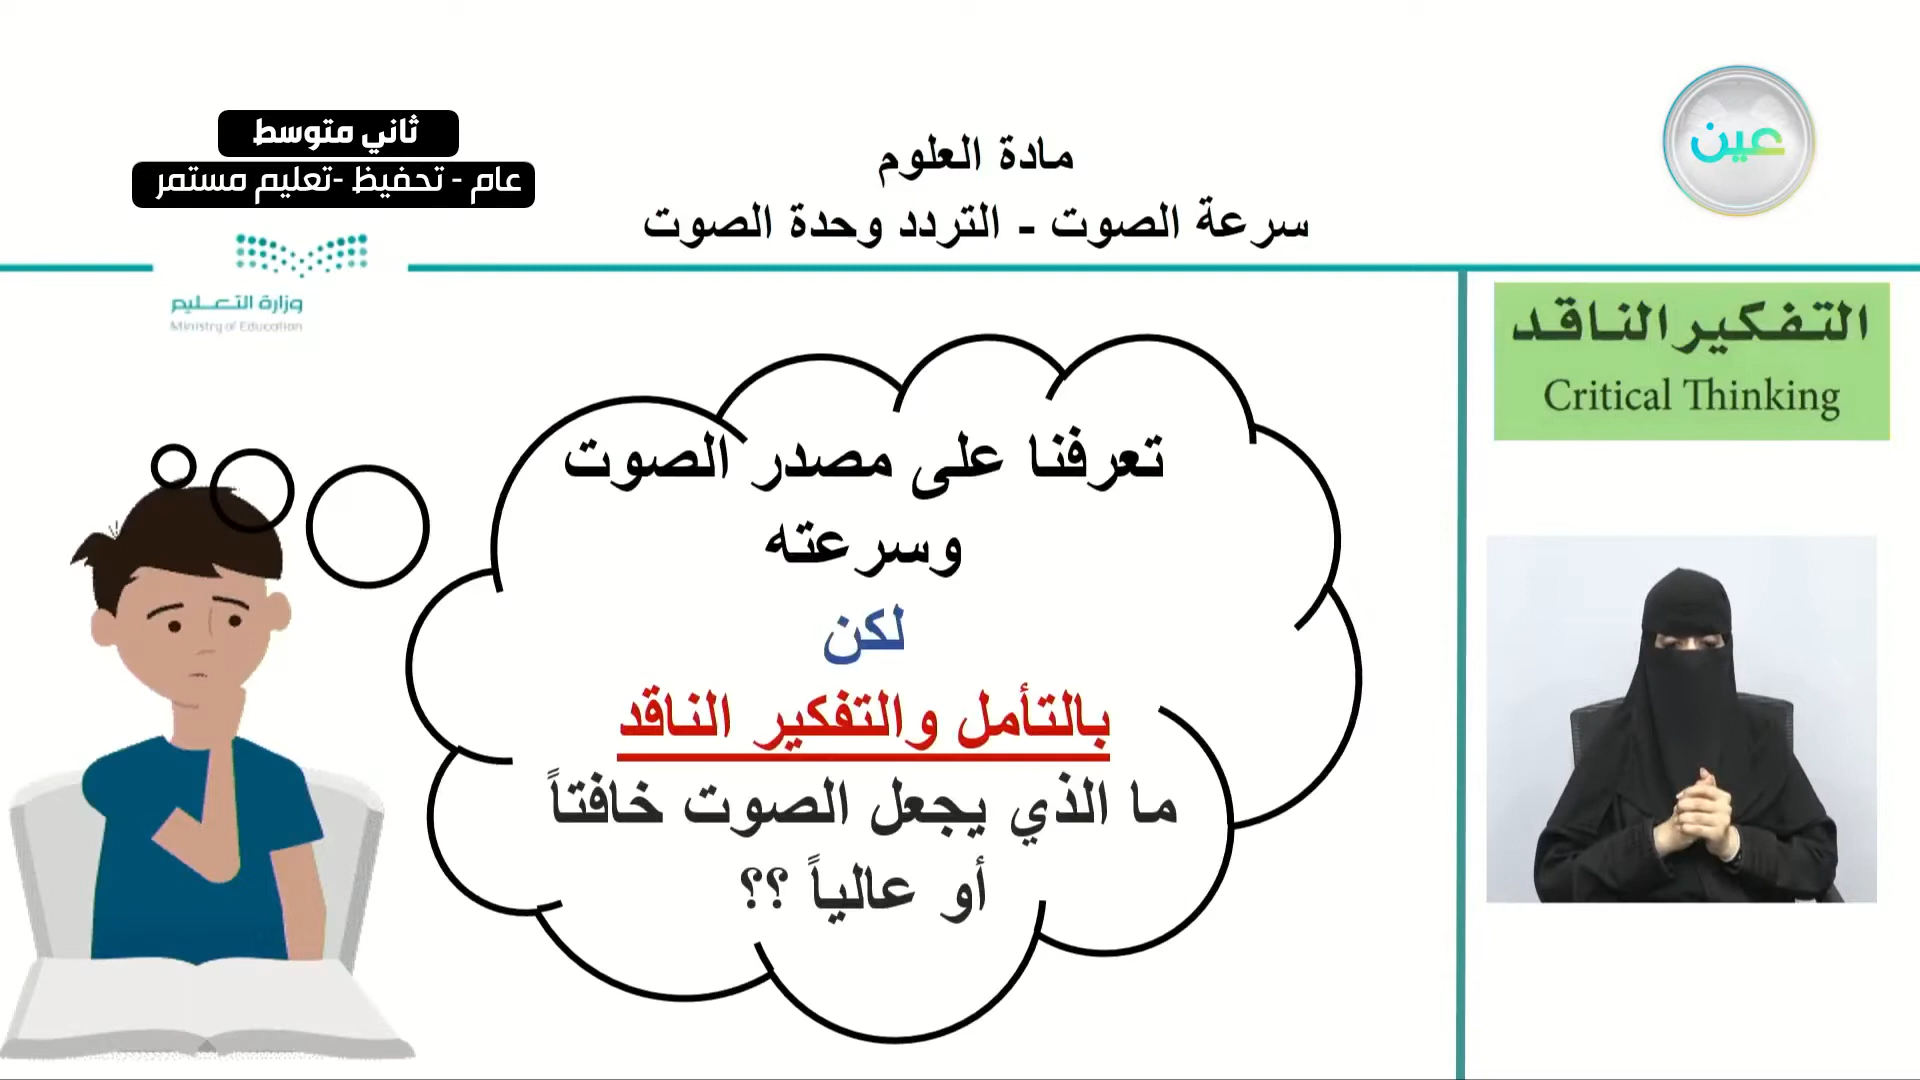 عين
ثاني متوسط
عام - تحفيظ -تعليم مستمر
مادة العلوم
سرعة الصوت - التردد وحدة الصوت
وزارة التعليم
Ministry of Education
التفكير الناقد
Critical Thinking
تعرفنا على مصدر الصوت
وسرعته
لكن
بالتأمل والتفكير الناقد
ما الذي يجعل الصوت خافتاً
أو عالياً ؟؟